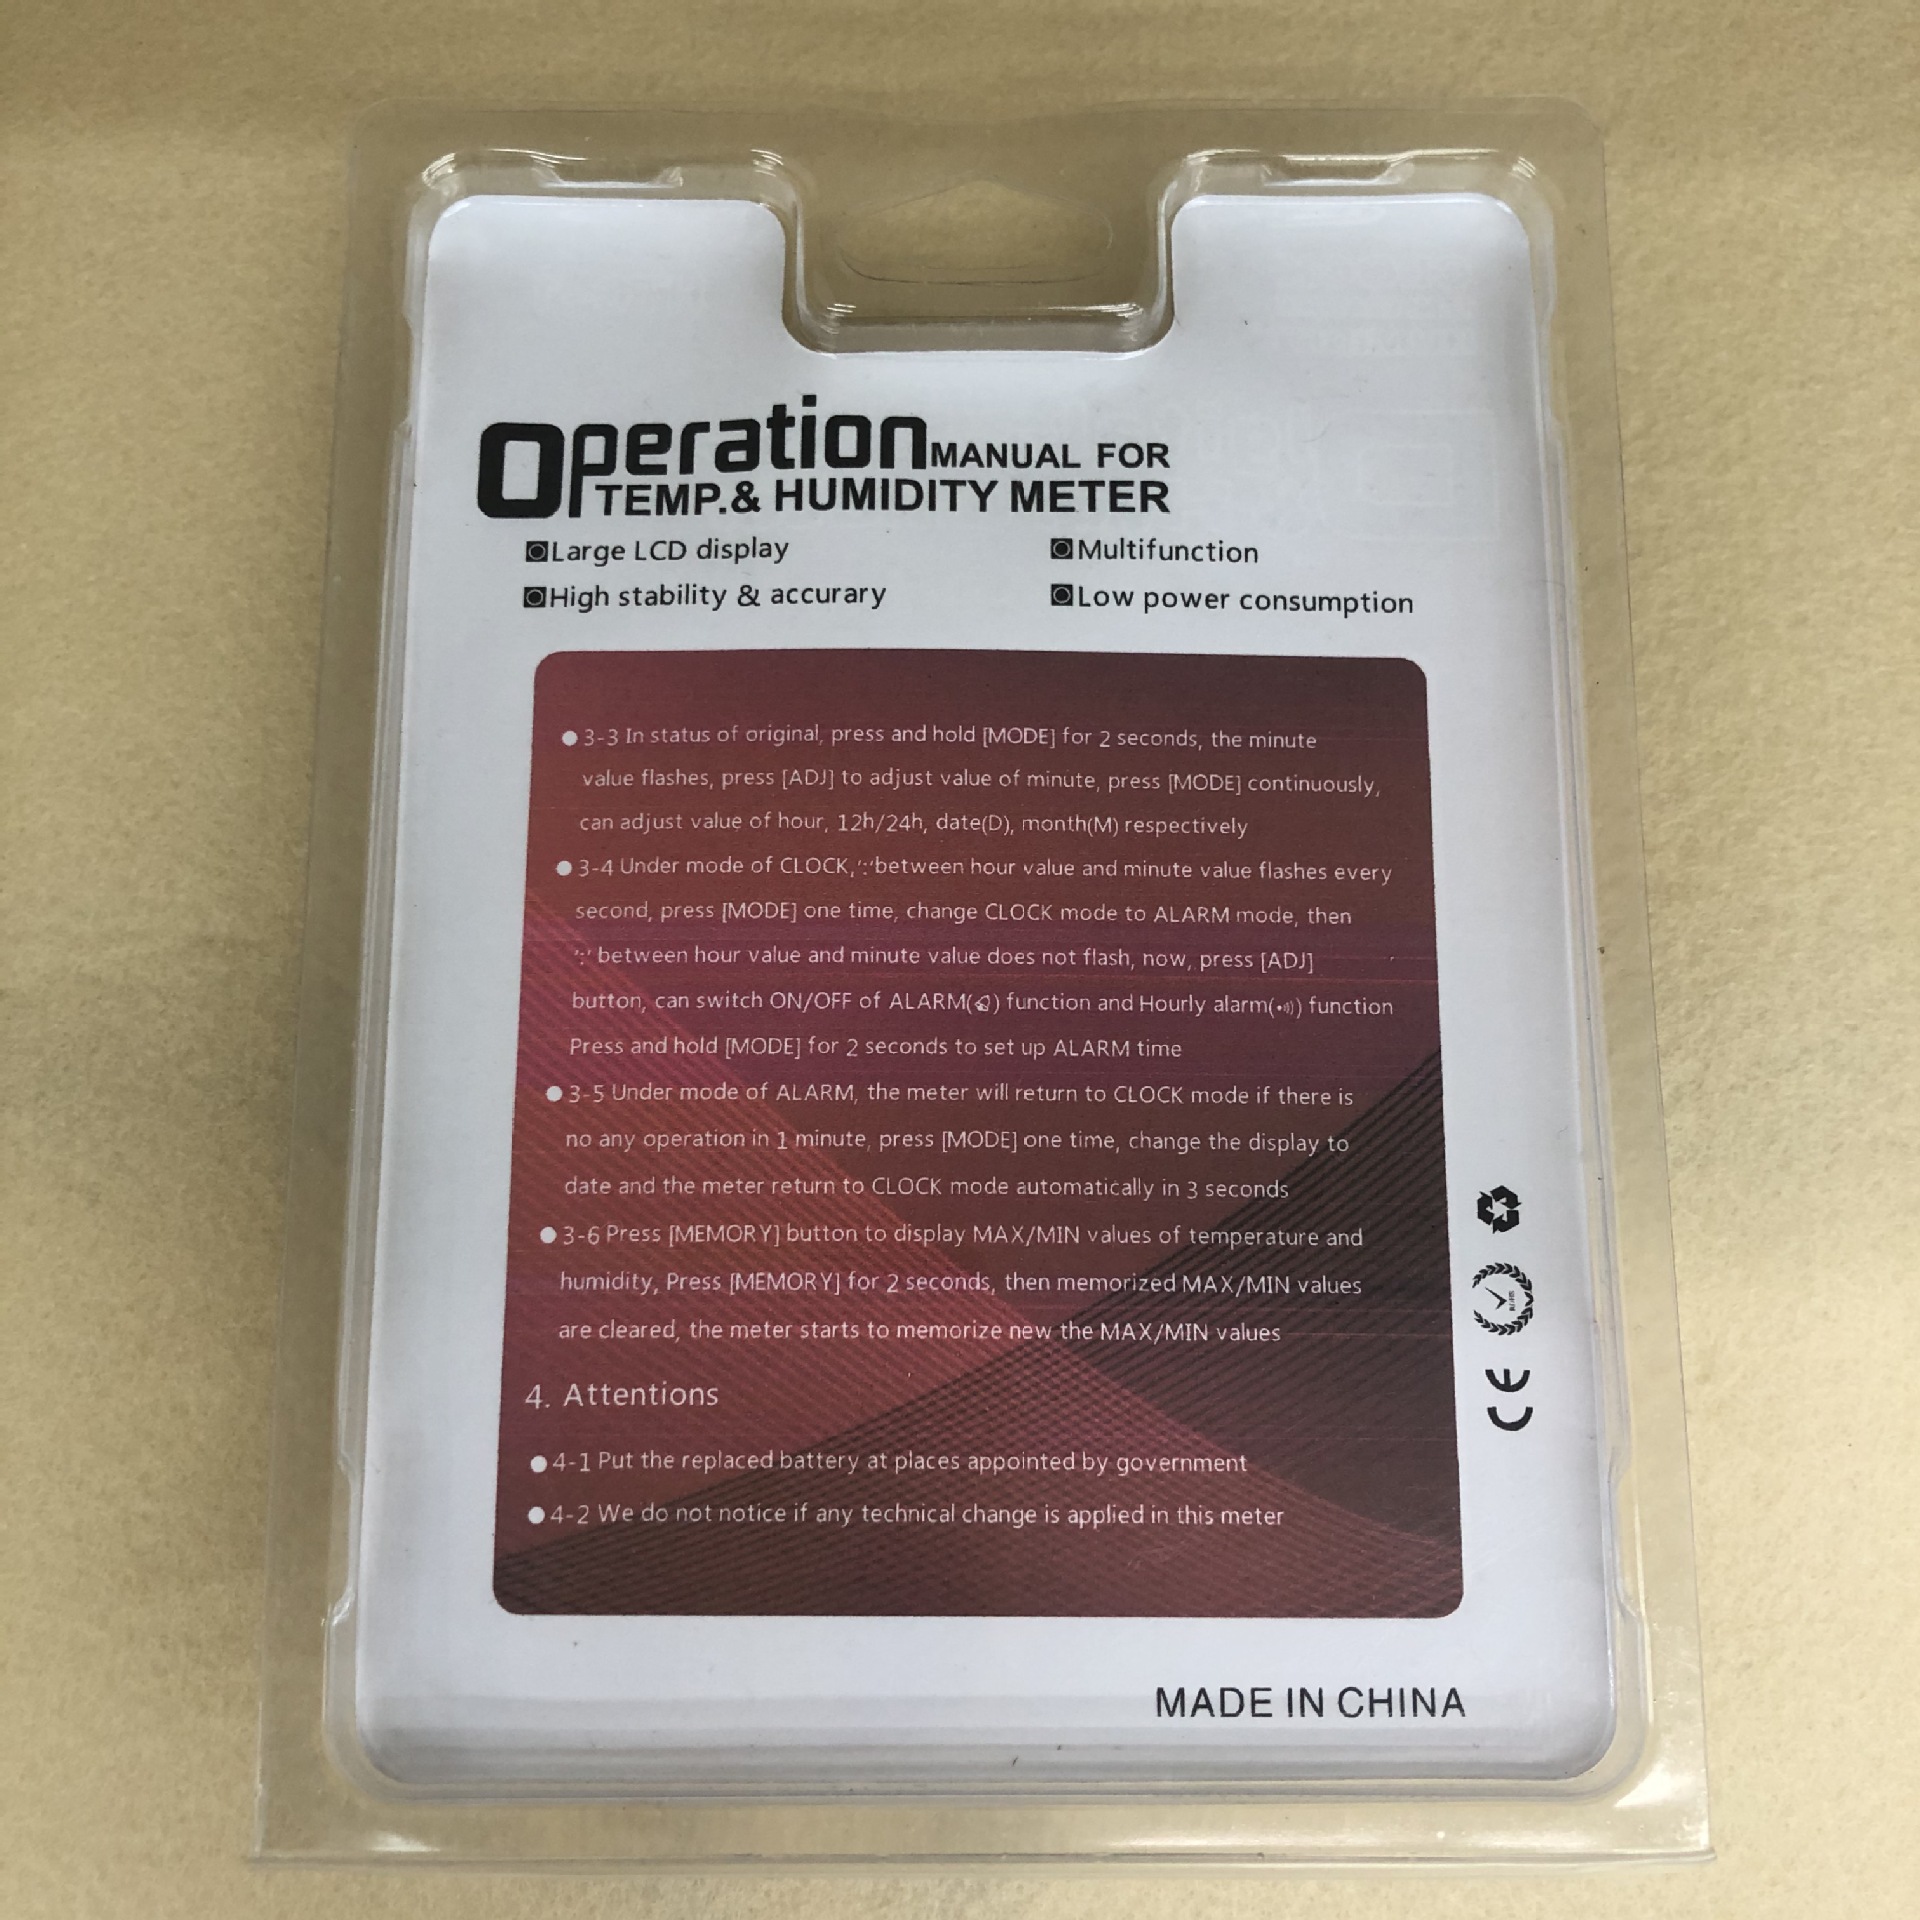 Operation MANUAL FOR
TEMP.& HUMIDITY METER
Large LCD display
Multifunction
High stability & accurary
Low power consumption
● 3-3 In status of original, press and hold [MODE] for 2 seconds, the minute
value flashes, press [ADJ] to adjust value of minute, press [MODE] continuously,
can adjust value of hour, 12h/24h, date(D), month(M) respectively
● 3-4 Under mode of CLOCK,':'between hour value and minute value flashes every
second, press [MODE] one time, change CLOCK mode to ALARM mode, then
':' between hour value and minute value does not flash, now, press [ADJ]
button, can switch ON/OFF of ALARM() function and Hourly alarm() function
Press and hold [MODE] for 2 seconds to set up ALARM time
● 3-5 Under mode of ALARM, the meter will return to CLOCK mode if there is
no any operation in 1 minute, press [MODE] one time, change the display to
date and the meter return to CLOCK mode automatically in 3 seconds
● 3-6 Press [MEMORY] button to display MAX/MIN values of temperature and
humidity, Press [MEMORY] for 2 seconds, then memorized MAX/MIN values
are cleared, the meter starts to memorize new the MAX/MIN values
4. Attentions
● 4-1 Put the replaced battery at places appointed by government
● 4-2 We do not notice if any technical change is applied in this meter
CE
MADE IN CHINA